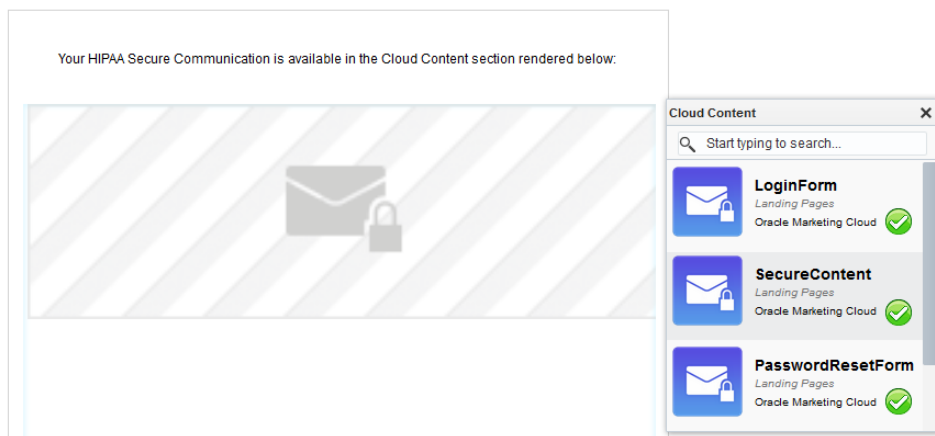 Your HIPAA Secure Communication is available in the Cloud Content section rendered below:
Cloud Content
Start typing to search...
LoginForm
Landing Pages
Oracle Marketing Cloud
SecureContent
Landing Pages
Oracle Marketing Cloud
PasswordResetForm
Landing Pages
Oracle Marketing Cloud